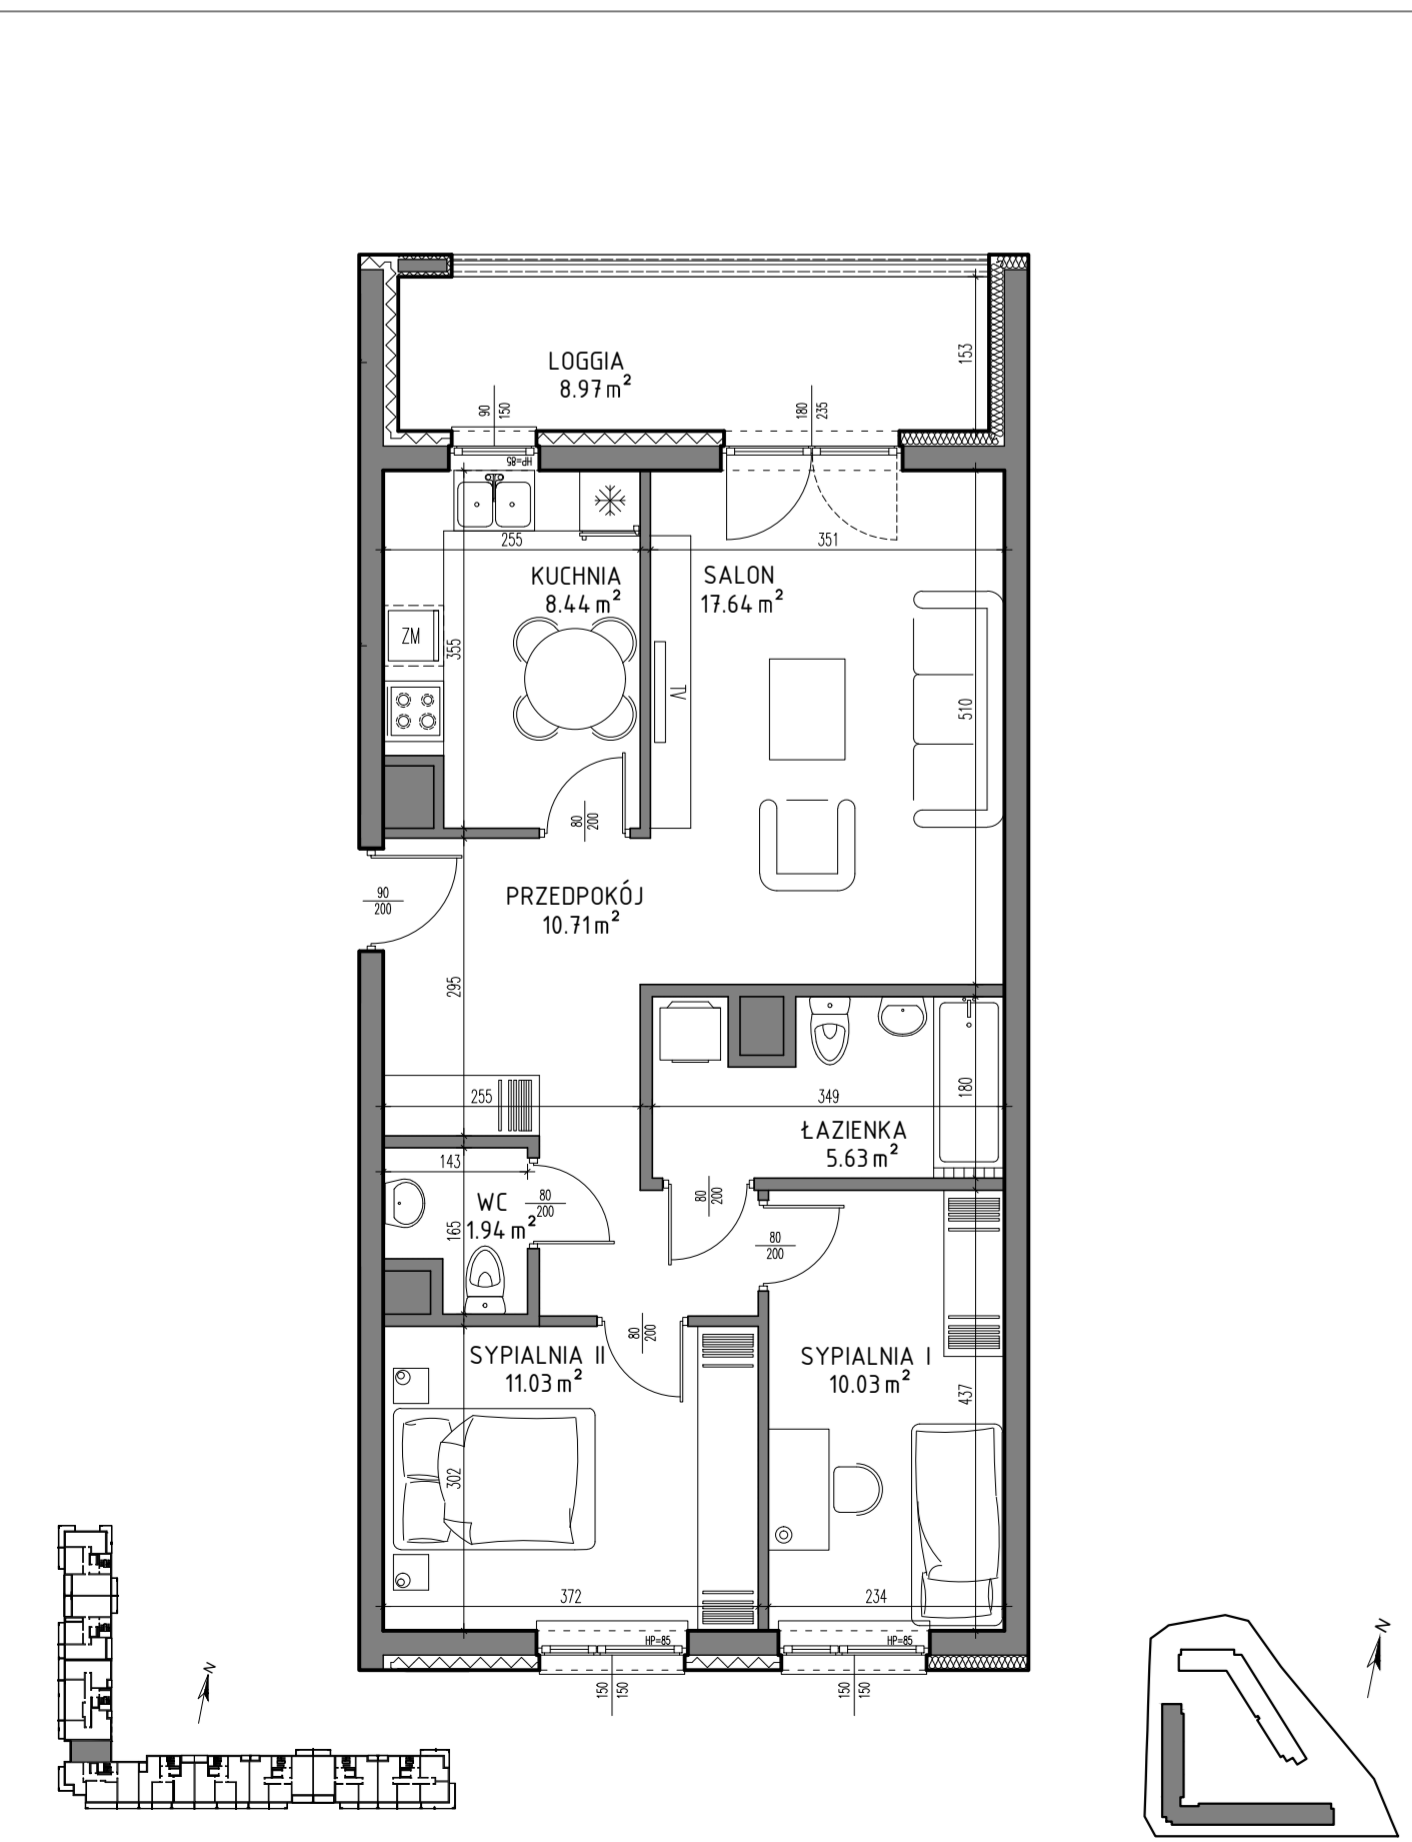 LOGGIA
8.97 m²
153
90
150
180
235
HP=85
255
351
KUCHNIA
8.44 m²
SALON
17.64 m²
ZM
355
TV
510
80
200
90
200
PRZEDPOKÓJ
10.71 m²
295
255
349
180
ŁAZIENKA
5.63 m²
143
WC
1.94 m²
165
80
200
80
200
80
200
80
200
SYPIALNIA II
11.03 m²
SYPIALNIA I
10.03 m²
437
302
372
234
HP=85
HP=85
150
150
150
150
N
N